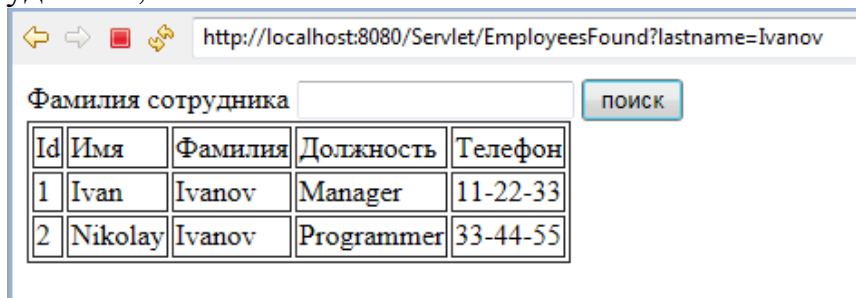 http://localhost:8080/Servlet/EmployeesFound?lastname=Ivanov
Фамилия сотрудника поиск
Id Имя Фамилия Должность Телефон
1 Ivan Ivanov Manager 11-22-33
2 Nikolay Ivanov Programmer 33-44-55